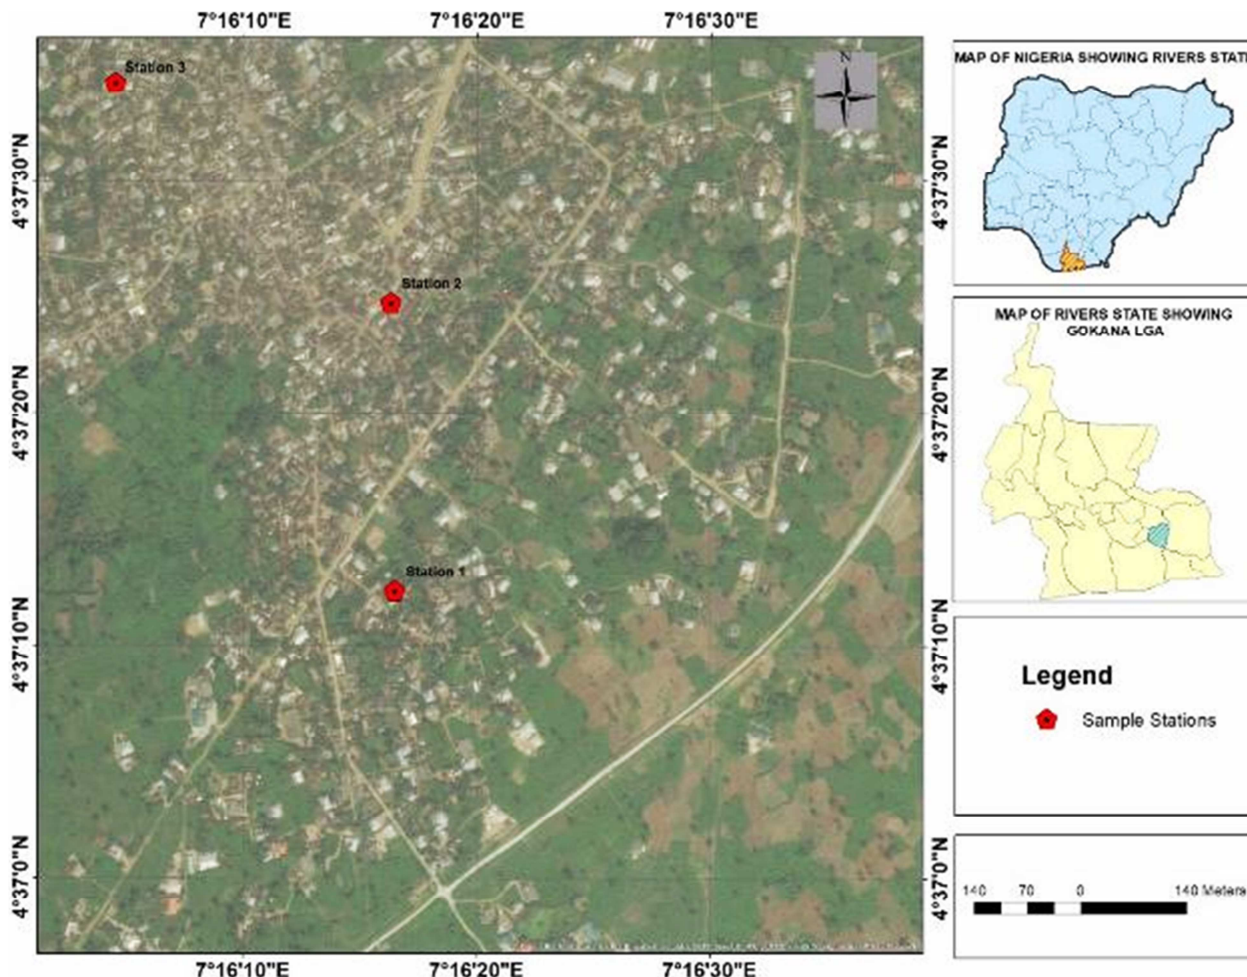 7°16'10"E 7°16'20"E 7°16'30"E
Station 3
N
4°37'30"N
4°37'30"N
Station 2
4°37'20"N
4°37'20"N
Station 1
4°37'10"N
4°37'10"N
4°37'0"N
4°37'0"N
7°16'10"E 7°16'20"E 7°16'30"E
MAP OF NIGERIA SHOWING RIVERS STATE
MAP OF RIVERS STATE SHOWING
GOKANA LGA
Legend
Sample Stations
140 70 0 140 Meters